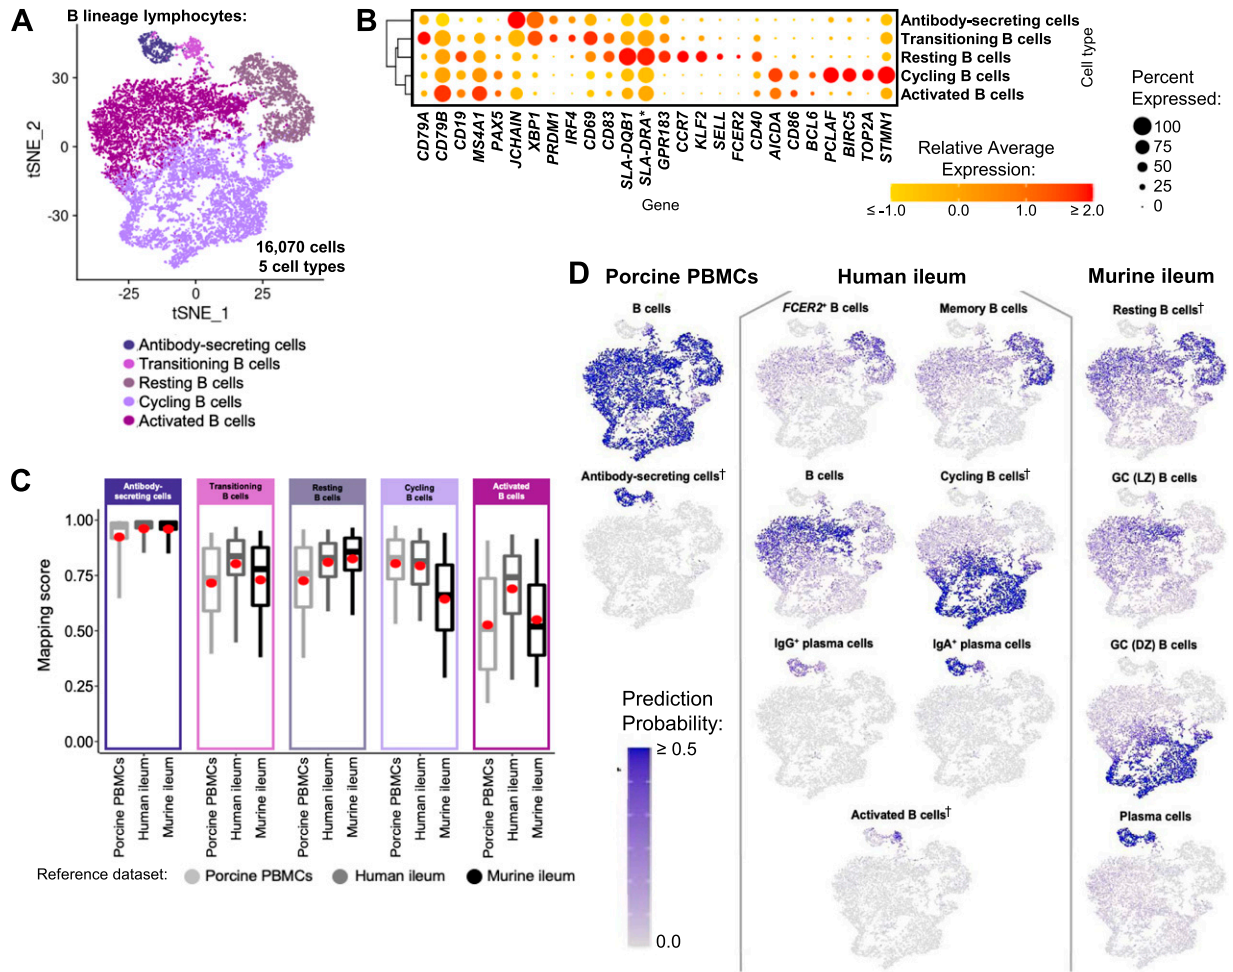 A
B lineage lymphocytes:
30
0
-30
tSNE_2
16,070 cells
5 cell types
-25
0
25
tSNE_1
Antibody-secreting cells
Transitioning B cells
Resting B cells
Cycling B cells
Activated B cells
B
Antibody-secreting cells
Transitioning B cells
Resting B cells
Cycling B cells
Activated B cells
Cell type
CD79A
CD79B
CD19
MS4A1
PAX5
JCHAIN
XBP1
PRDM1
IRF4
CD69
CD83
SLA-DQB1
SLA-DRA*
GPR183
CCR7
KLF2
SELL
FCER2
CD40
AICDA
CD86
BCL6
PCLAF
BIRC5
TOP2A
STMN1
Gene
Relative Average
Expression:
≤ -1.0
0.0
1.0
≥ 2.0
Percent
Expressed:
100
75
50
25
0
C
Antibody-
secreting cells
Transitioning
B cells
Resting
B cells
Cycling
B cells
Activated
B cells
1.00
0.75
0.50
0.25
0.00
Mapping score
Porcine PBMCs
Human ileum
Murine ileum
Porcine PBMCs
Human ileum
Murine ileum
Porcine PBMCs
Human ileum
Murine ileum
Porcine PBMCs
Human ileum
Murine ileum
Porcine PBMCs
Human ileum
Murine ileum
Reference dataset:
Porcine PBMCs
Human ileum
Murine ileum
D
Porcine PBMCs
Human ileum
Murine ileum
B cells
FCER2⁺ B cells
Memory B cells
Resting B cells†
Antibody-secreting cells†
B cells
Cycling B cells†
GC (LZ) B cells
IgG⁺ plasma cells
IgA⁺ plasma cells
GC (DZ) B cells
Activated B cells†
Plasma cells
Prediction
Probability:
≥ 0.5
0.0